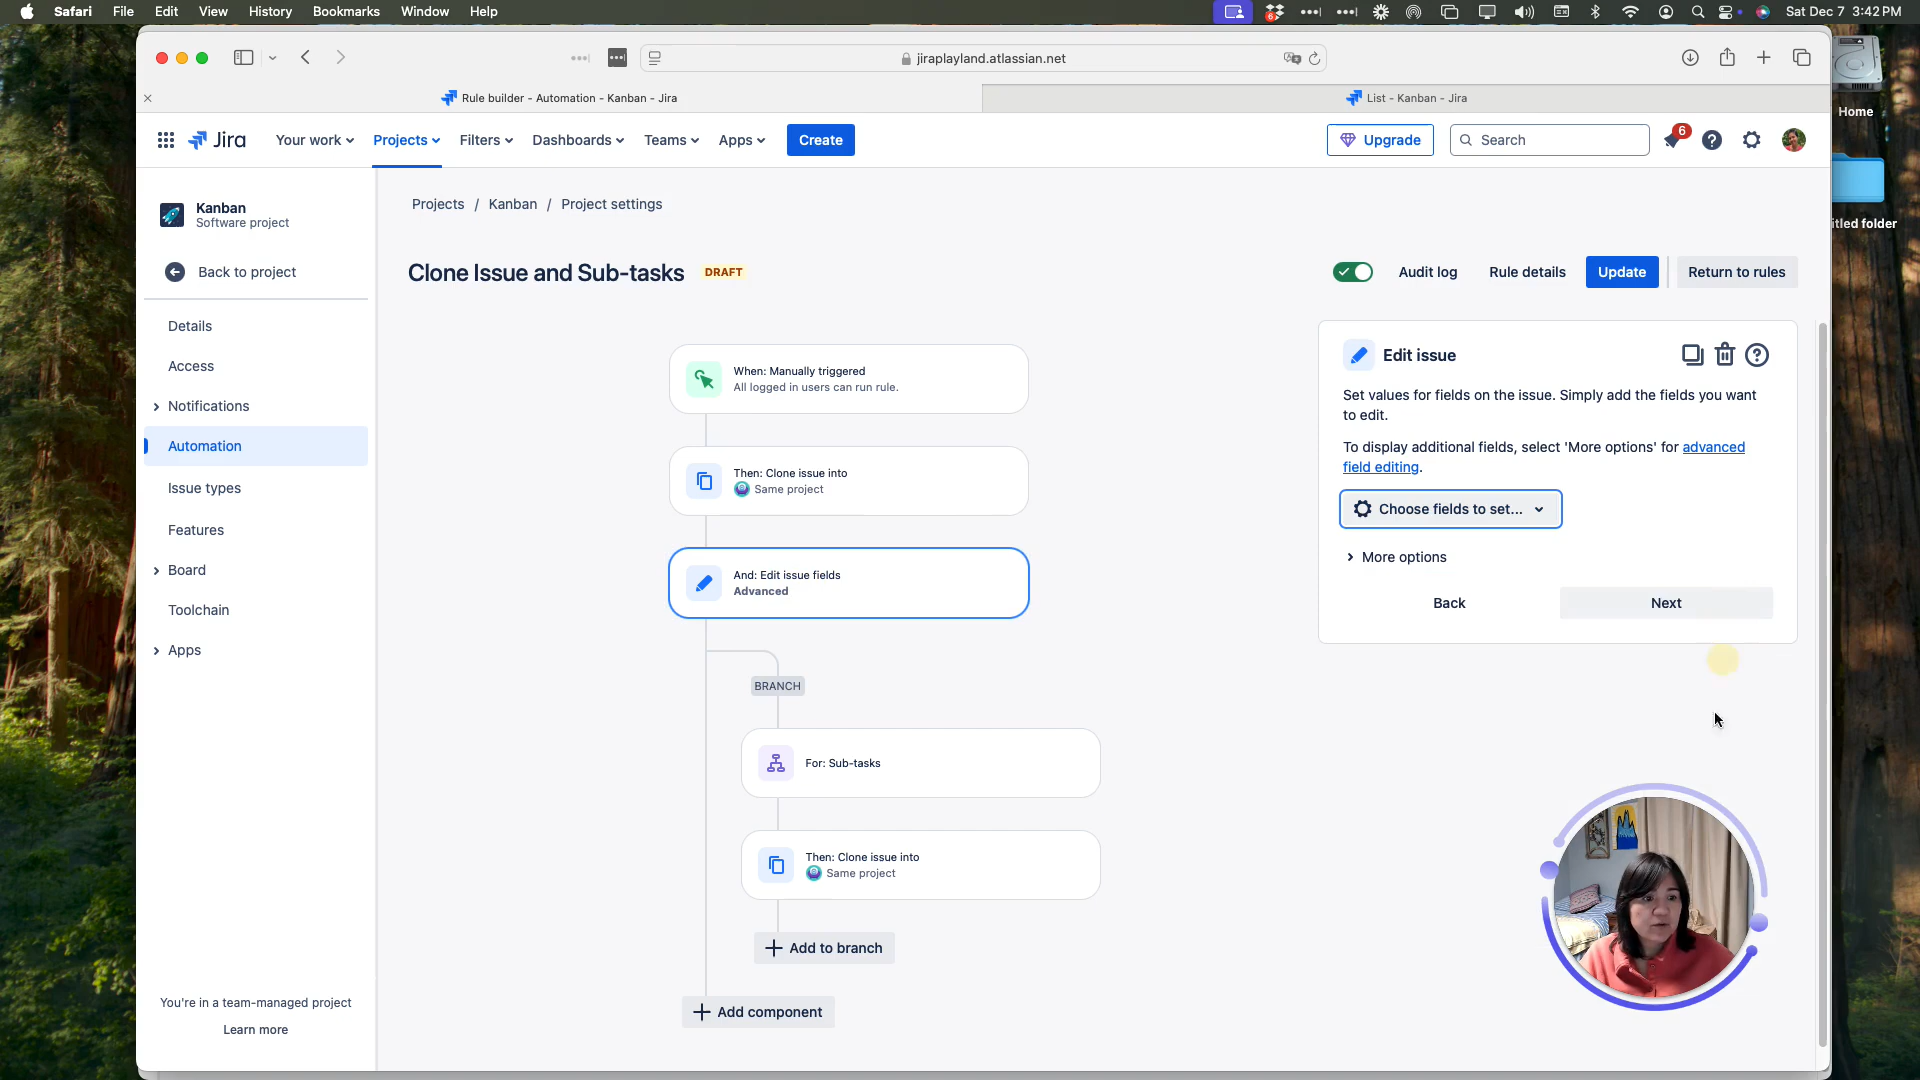 Safari File Edit View History Bookmarks Window Help
6
Sat Dec 7 3:42 PM
jiraplayland.atlassian.net
Rule builder - Automation - Kanban - Jira
List - Kanban - Jira
Home
Jira
Your work
Projects
Filters
Dashboards
Teams
Apps
Create
Upgrade
Search
6
itled folder
Kanban
Software project
Back to project
Details
Access
Notifications
Automation
Issue types
Features
Board
Toolchain
Apps
You're in a team-managed project
Learn more
Projects / Kanban / Project settings
Clone Issue and Sub-tasks DRAFT
Audit log
Rule details
Update
Return to rules
When: Manually triggered
All logged in users can run rule.
Then: Clone issue into
Same project
And: Edit issue fields
Advanced
BRANCH
For: Sub-tasks
Then: Clone issue into
Same project
Add to branch
Add component
Edit issue
Set values for fields on the issue. Simply add the fields you want
to edit.
To display additional fields, select 'More options' for advanced
field editing.
Choose fields to set...
More options
Back
Next